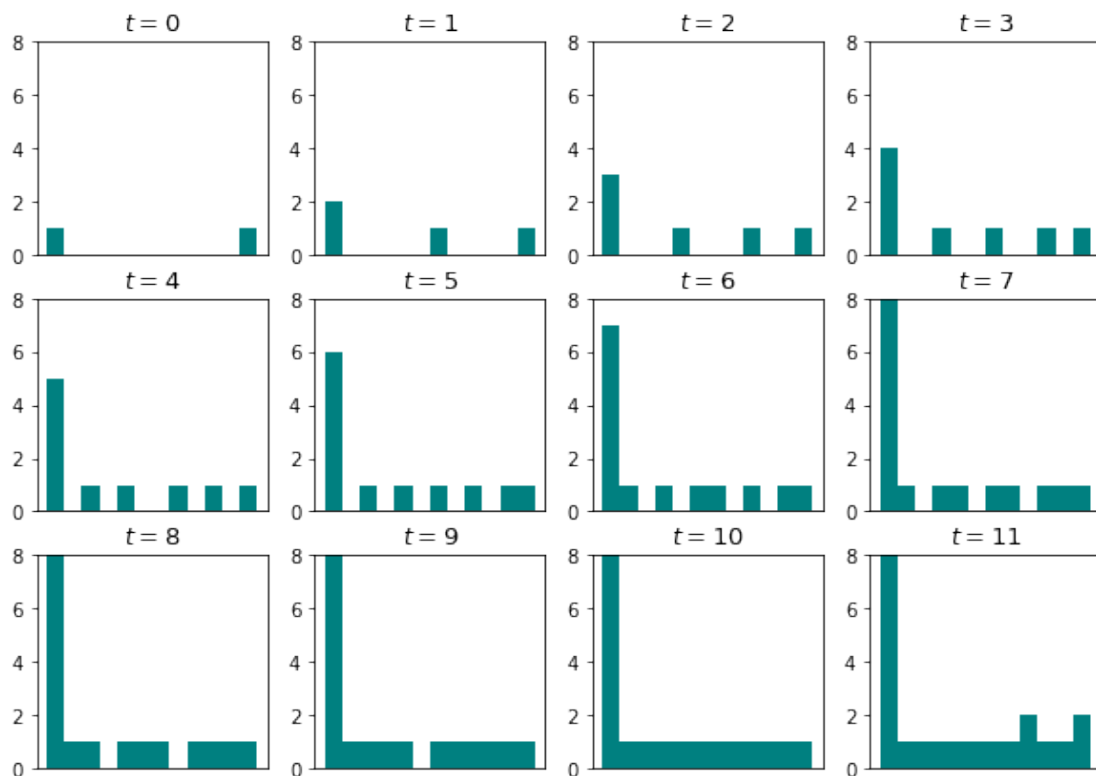 t = 0 t = 1 t = 2 t = 3
8 8 8 8
6 6 6 6
4 4 4 4
2 2 2 2
0 0 0 0
t = 4 t = 5 t = 6 t = 7
8 8 8 8
6 6 6 6
4 4 4 4
2 2 2 2
0 0 0 0
t = 8 t = 9 t = 10 t = 11
8 8 8 8
6 6 6 6
4 4 4 4
2 2 2 2
0 0 0 0